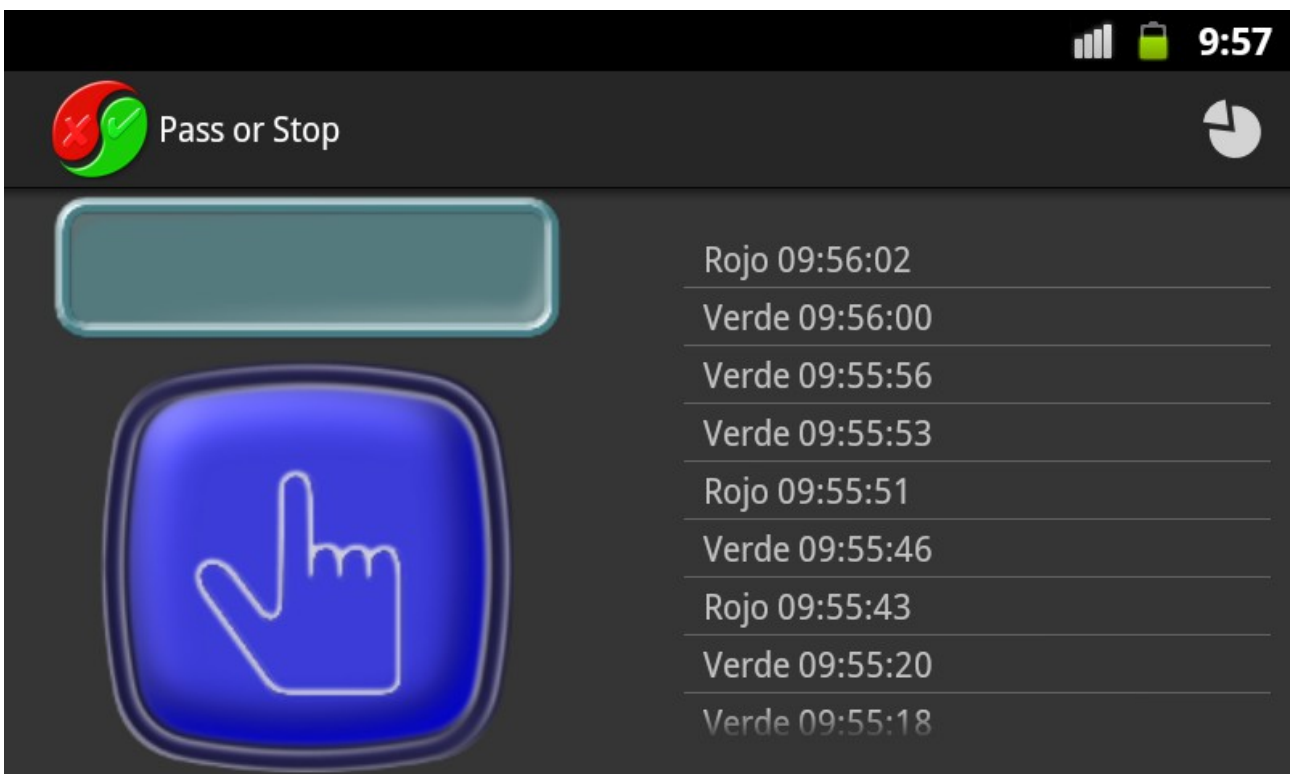 9:57
Pass or Stop
Rojo 09:56:02
Verde 09:56:00
Verde 09:55:56
Verde 09:55:53
Rojo 09:55:51
Verde 09:55:46
Rojo 09:55:43
Verde 09:55:20
Verde 09:55:18